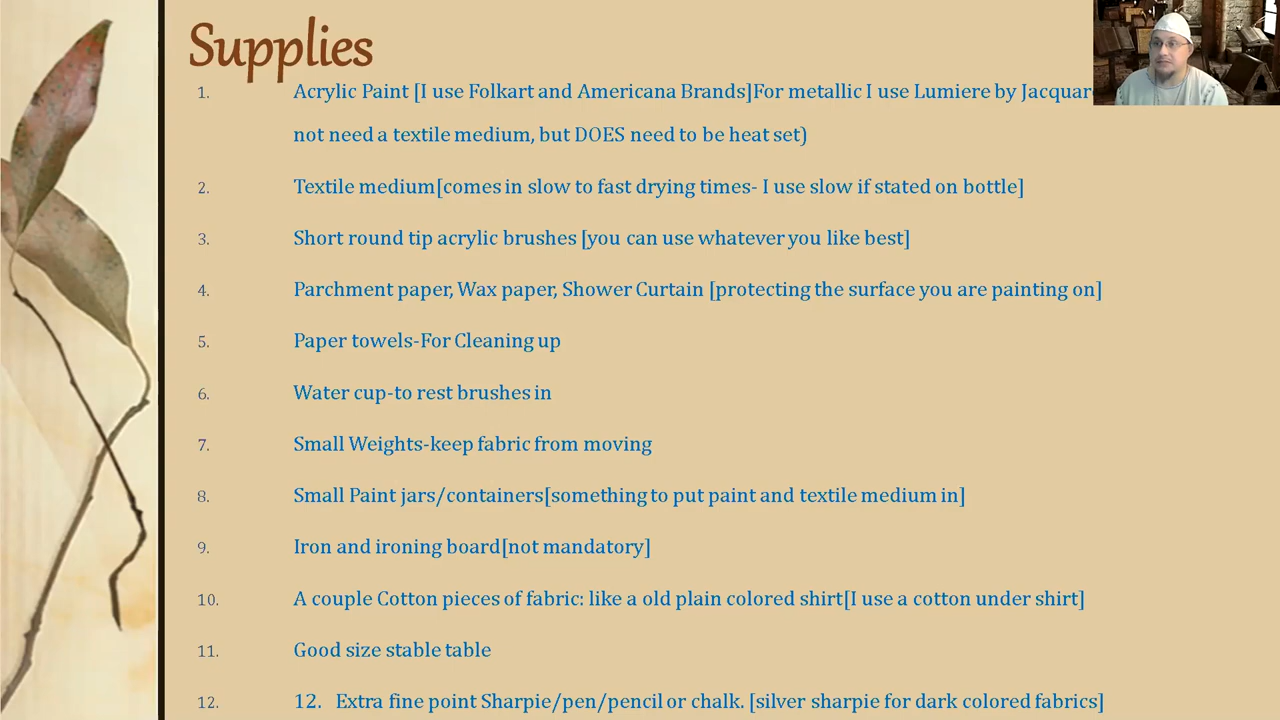 Supplies
1. Acrylic Paint [I use Folkart and Americana Brands]For metallic I use Lumiere by
not need a textile medium, but DOES need to be heat set)
2. Textile medium[comes in slow to fast drying times- I use slow if stated on bottle]
3. Short round tip acrylic brushes [you can use whatever you like best]
4. Parchment paper, Wax paper, Shower Curtain [protecting the surface you are painting on]
5. Paper towels-For Cleaning up
6. Water cup-to rest brushes in
7. Small Weights-keep fabric from moving
8. Small Paint jars/containers[something to put paint and textile medium in]
9. Iron and ironing board[not mandatory]
10. A couple Cotton pieces of fabric: like a old plain colored shirt[I use a cotton under shirt]
11. Good size stable table
12. 12. Extra fine point Sharpie/pen/pencil or chalk. [silver sharpie for dark colored fabrics]